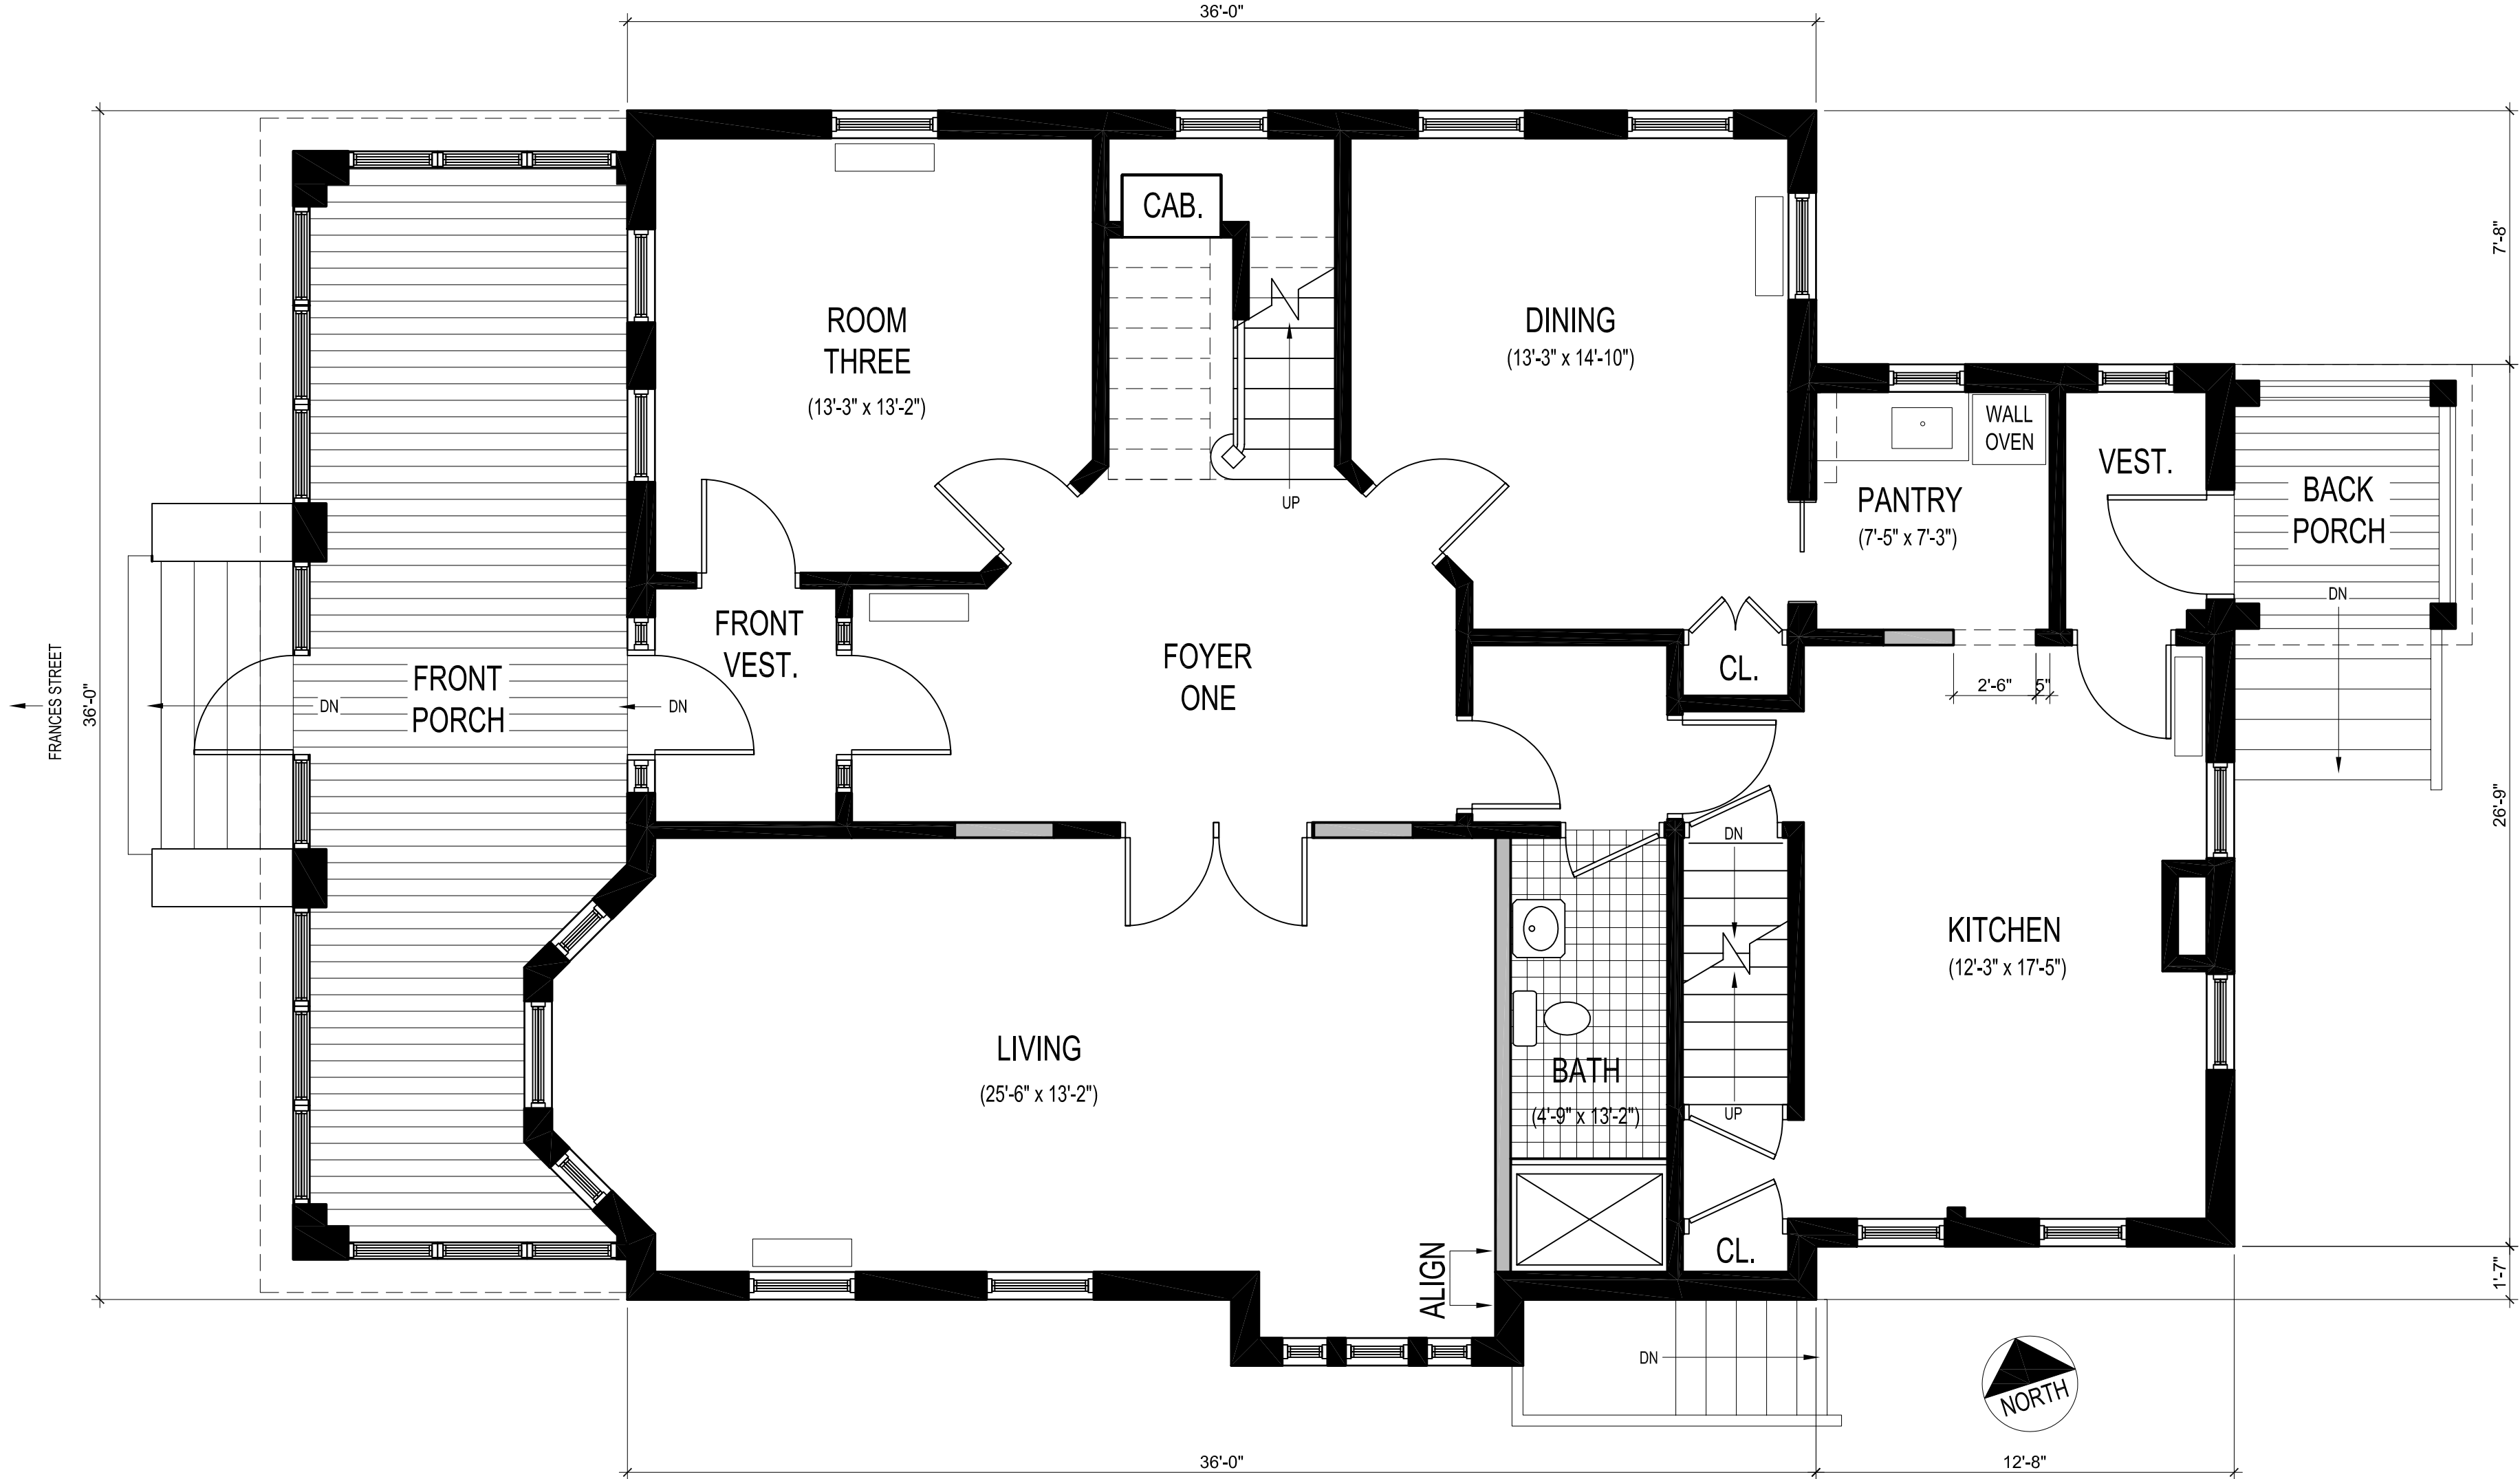 36'-0"
CAB.
ROOM
THREE
(13'-3" x 13'-2")
DINING
(13'-3" x 14'-10")
7'-8"
WALL
OVEN
VEST.
PANTRY
(7'-5" x 7'-3")
BACK
PORCH
DN
UP
FRONT
VEST.
FOYER
ONE
CL.
2'-6"
5"
FRANCES STREET
36'-0"
DN
FRONT
PORCH
DN
26'-9"
DN
KITCHEN
(12'-3" x 17'-5")
LIVING
(25'-6" x 13'-2")
BATH
(4'-9" x 13'-2")
UP
CL.
ALIGN
1'-7"
DN
NORTH
36'-0"
12'-8"